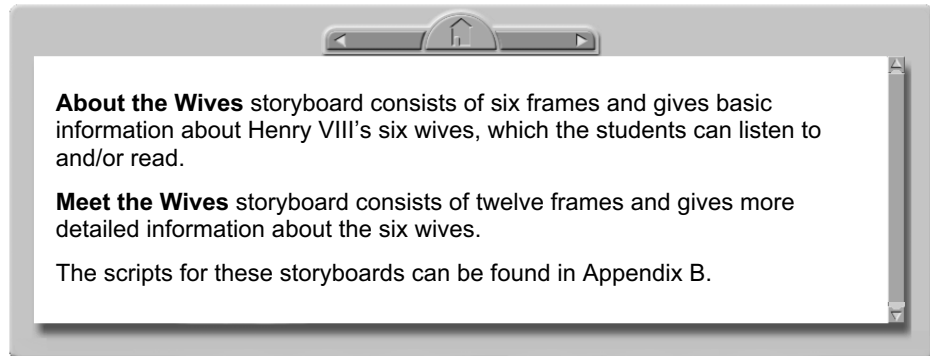 About the Wives storyboard consists of six frames and gives basic
information about Henry VIII's six wives, which the students can listen to
and/or read.
Meet the Wives storyboard consists of twelve frames and gives more
detailed information about the six wives.
The scripts for these storyboards can be found in Appendix B.